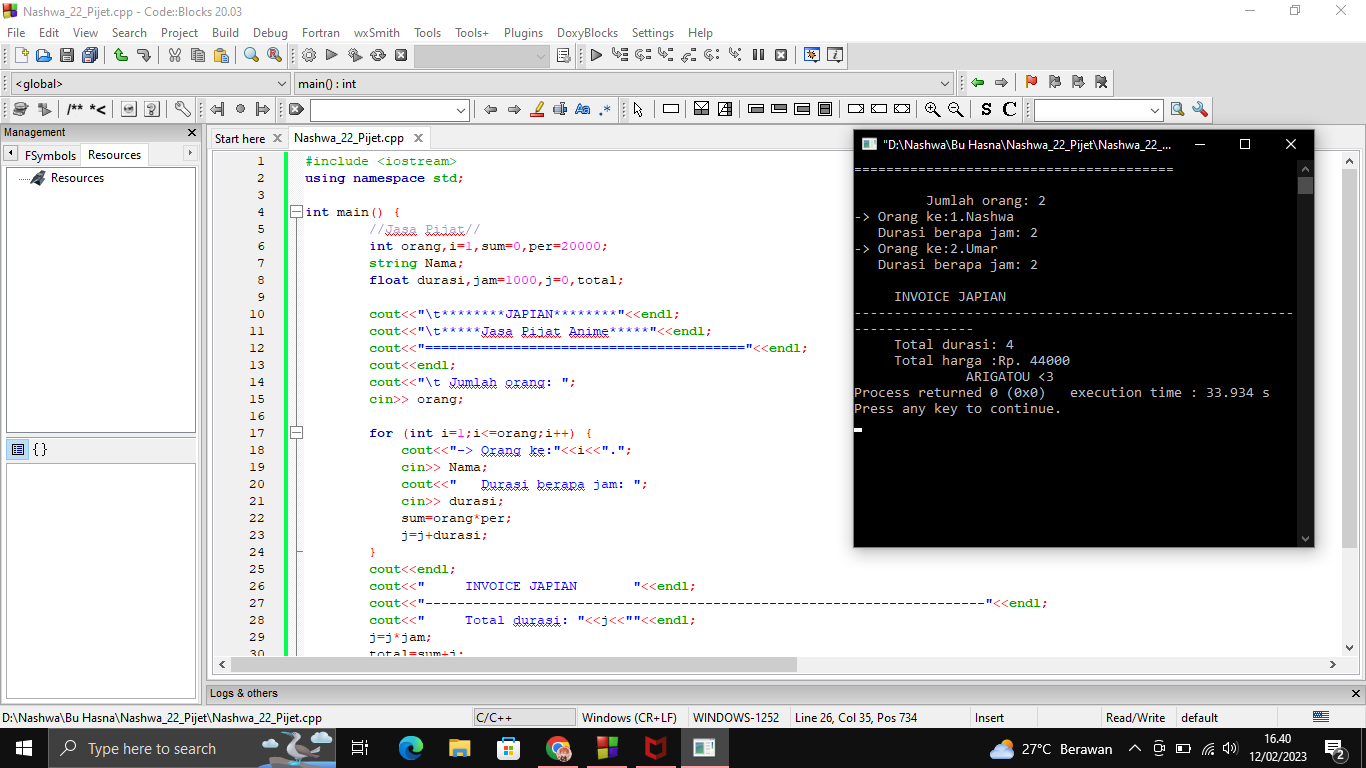 Nashwa_22_Pijet.cpp - Code::Blocks 20.03
File Edit View Search Project Build Debug Fortran wxSmith Tools Tools+ Plugins DoxyBlocks Settings Help
<global>
main() : int
/** *<
Aa .*
S C
Management
FSymbols Resources
Resources
{}
Start here
Nashwa_22_Pijet.cpp
1 #include <iostream>
2 using namespace std;
3
4 int main() {
5 //Jasa Pijat//
6 int orang,i=1,sum=0,per=20000;
7 string Nama;
8 float durasi,jam=1000,j=0,total;
9
10 cout<<"\t********JAPIAN********"<<endl;
11 cout<<"\t*****Jasa Pijat Anime*****"<<endl;
12 cout<<"========================================"<<endl;
13 cout<<endl;
14 cout<<"\t Jumlah orang: ";
15 cin>> orang;
16
17 for (int i=1;i<=orang;i++) {
18 cout<<"-> Orang ke:"<<i<<".";
19 cin>> Nama;
20 cout<<"   Durasi berapa jam: ";
21 cin>> durasi;
22 sum=orang*per;
23 j=j+durasi;
24 }
25 cout<<endl;
26 cout<<"     INVOICE JAPIAN       "<<endl;
27 cout<<"----------------------------------------------------------------------"<<endl;
28 cout<<"     Total durasi: "<<j<<""<<endl;
29 j=j*jam;
30 total=sum+j;
"D:\Nashwa\Bu Hasna\Nashwa_22_Pijet\Nashwa_22_...
========================================
Jumlah orang: 2
-> Orang ke:1.Nashwa
Durasi berapa jam: 2
-> Orang ke:2.Umar
Durasi berapa jam: 2
INVOICE JAPIAN
-------------------------------------------------------
---------------
Total durasi: 4
Total harga :Rp. 44000
ARIGATOU <3
Process returned 0 (0x0)   execution time : 33.934 s
Press any key to continue.
Logs & others
D:\Nashwa\Bu Hasna\Nashwa_22_Pijet\Nashwa_22_Pijet.cpp
C/C++
Windows (CR+LF)
WINDOWS-1252
Line 26, Col 35, Pos 734
Insert
Read/Write
default
Type here to search
27°C Berawan
16.40
12/02/2023
2